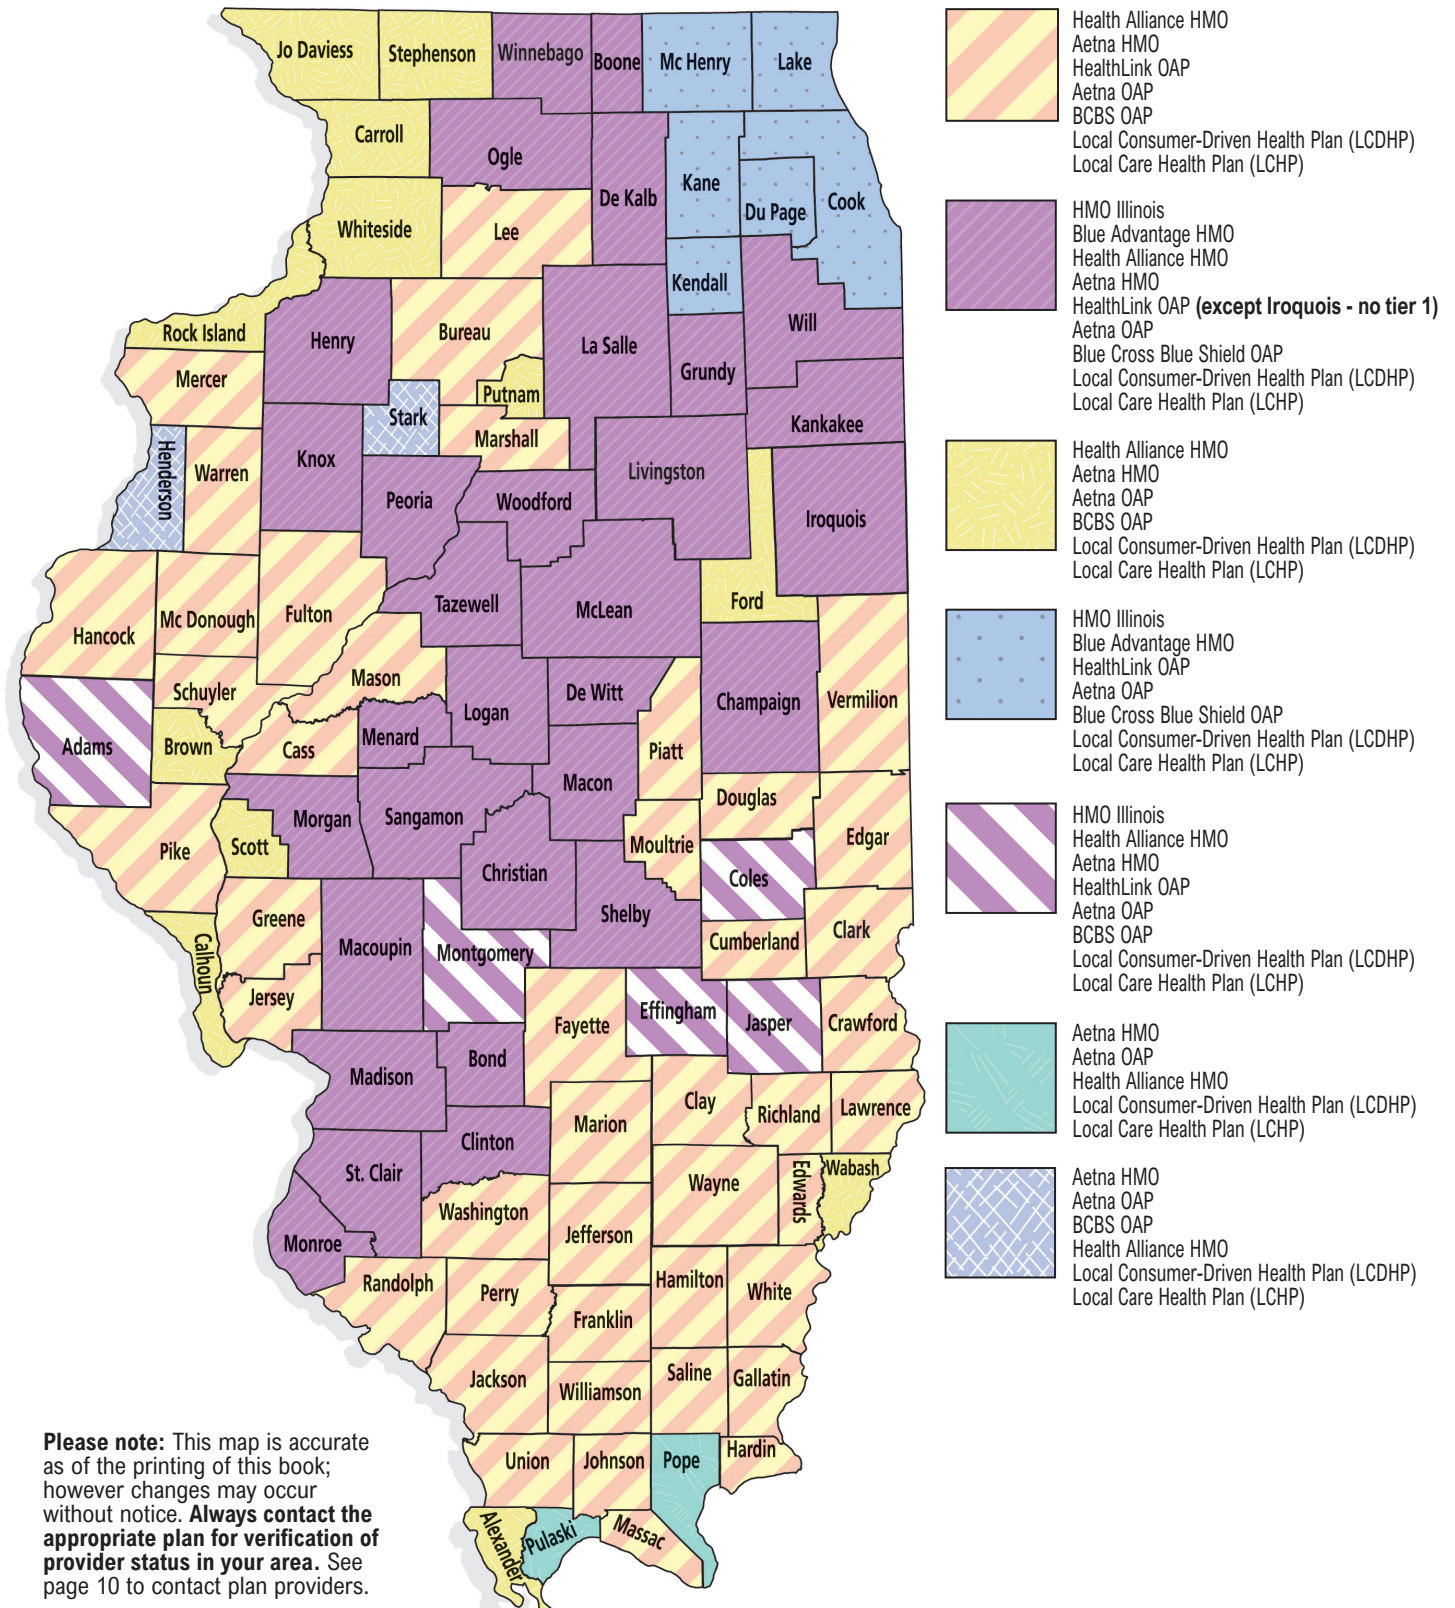 Jo Daviess
Stephenson
Winnebago
Boone
Mc Henry
Lake
Carroll
Ogle
De Kalb
Kane
Du Page
Cook
Whiteside
Lee
Kendall
Rock Island
Henry
Bureau
La Salle
Will
Grundy
Mercer
Putnam
Stark
Kankakee
Henderson
Warren
Knox
Marshall
Livingston
Peoria
Woodford
Iroquois
Hancock
Mc Donough
Fulton
Tazewell
McLean
Ford
Schuyler
Mason
Logan
De Witt
Champaign
Vermilion
Adams
Brown
Cass
Menard
Piatt
Macon
Douglas
Pike
Scott
Morgan
Sangamon
Moultrie
Edgar
Christian
Coles
Greene
Shelby
Calhoun
Macoupin
Montgomery
Cumberland
Clark
Jersey
Fayette
Effingham
Jasper
Crawford
Madison
Bond
Clay
Richland
Lawrence
Marion
Clinton
St. Clair
Wayne
Edwards
Wabash
Washington
Jefferson
Monroe
Randolph
Perry
Hamilton
White
Franklin
Jackson
Williamson
Saline
Gallatin
Union
Johnson
Pope
Hardin
Alexander
Pulaski
Massac
Health Alliance HMO
Aetna HMO
HealthLink OAP
Aetna OAP
BCBS OAP
Local Consumer-Driven Health Plan (LCDHP)
Local Care Health Plan (LCHP)
HMO Illinois
Blue Advantage HMO
Health Alliance HMO
Aetna HMO
HealthLink OAP (except Iroquois - no tier 1)
Aetna OAP
Blue Cross Blue Shield OAP
Local Consumer-Driven Health Plan (LCDHP)
Local Care Health Plan (LCHP)
Health Alliance HMO
Aetna HMO
Aetna OAP
BCBS OAP
Local Consumer-Driven Health Plan (LCDHP)
Local Care Health Plan (LCHP)
HMO Illinois
Blue Advantage HMO
HealthLink OAP
Aetna OAP
Blue Cross Blue Shield OAP
Local Consumer-Driven Health Plan (LCDHP)
Local Care Health Plan (LCHP)
HMO Illinois
Health Alliance HMO
Aetna HMO
HealthLink OAP
Aetna OAP
BCBS OAP
Local Consumer-Driven Health Plan (LCDHP)
Local Care Health Plan (LCHP)
Aetna HMO
Aetna OAP
Health Alliance HMO
Local Consumer-Driven Health Plan (LCDHP)
Local Care Health Plan (LCHP)
Aetna HMO
Aetna OAP
BCBS OAP
Health Alliance HMO
Local Consumer-Driven Health Plan (LCDHP)
Local Care Health Plan (LCHP)
Please note: This map is accurate
as of the printing of this book;
however changes may occur
without notice. Always contact the
appropriate plan for verification of
provider status in your area. See
page 10 to contact plan providers.